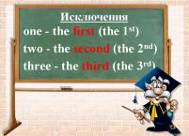 Исключения
one - the first (the 1st)
two - the second (the 2nd)
three - the third (the 3rd)